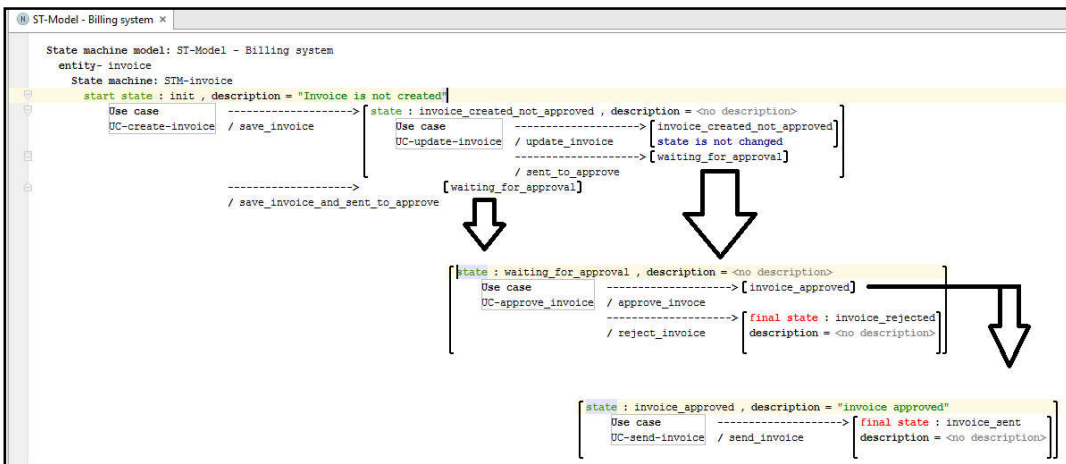 N ST-Model - Billing system ×
State machine model: ST-Model - Billing system
entity- invoice
State machine: STM-invoice
start state : init , description = "Invoice is not created"
Use case --------------------> [state : invoice_created_not_approved , description = <no description>
UC-create-invoice / save_invoice Use case --------------------> [invoice_created_not_approved]
UC-update-invoice / update_invoice state is not changed
--------------------> [waiting_for_approval]
/ sent_to_approve
--------------------> [waiting_for_approval]
/ save_invoice_and_sent_to_approve
[state : waiting_for_approval , description = <no description>
Use case --------------------> [invoice_approved]
UC-approve_invoice / approve_invoce
--------------------> [final state : invoice_rejected
/ reject_invoice description = <no description>]
[state : invoice_approved , description = "invoice approved"
Use case --------------------> [final state : invoice_sent
UC-send-invoice / send_invoice description = <no description>]